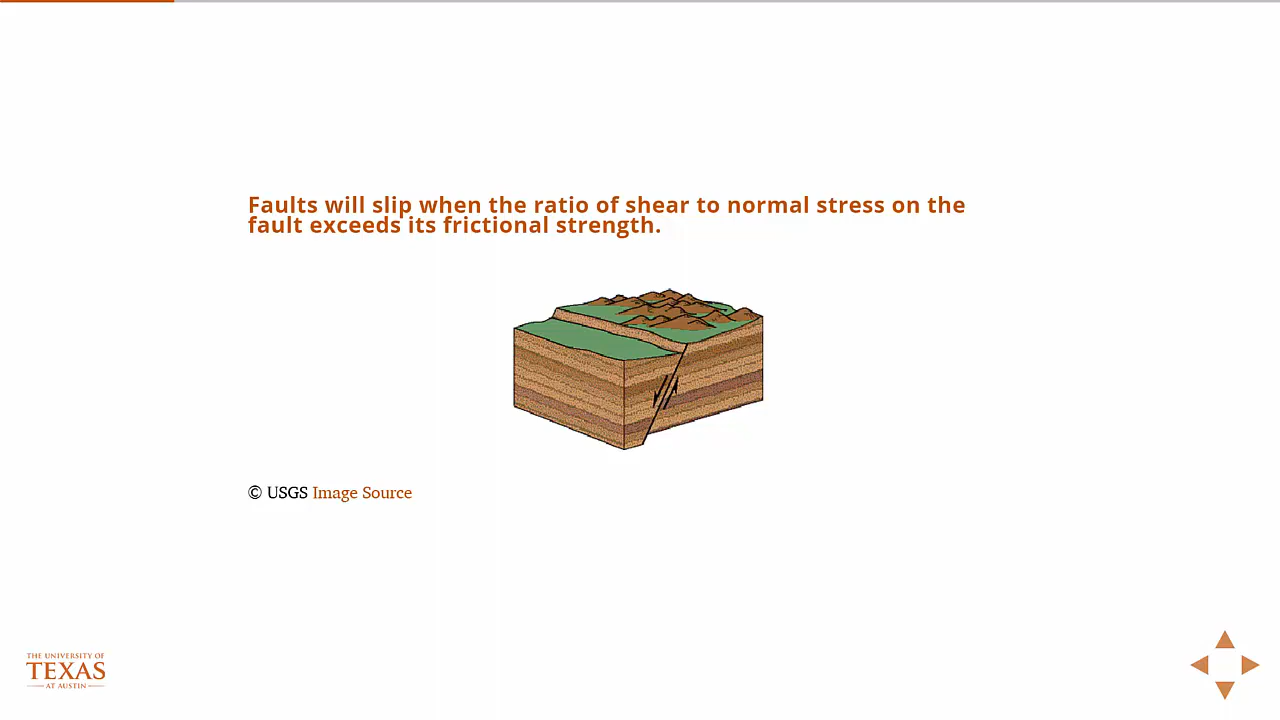 Faults will slip when the ratio of shear to normal stress on the
fault exceeds its frictional strength.
© USGS Image Source
THE UNIVERSITY OF
TEXAS
AT AUSTIN